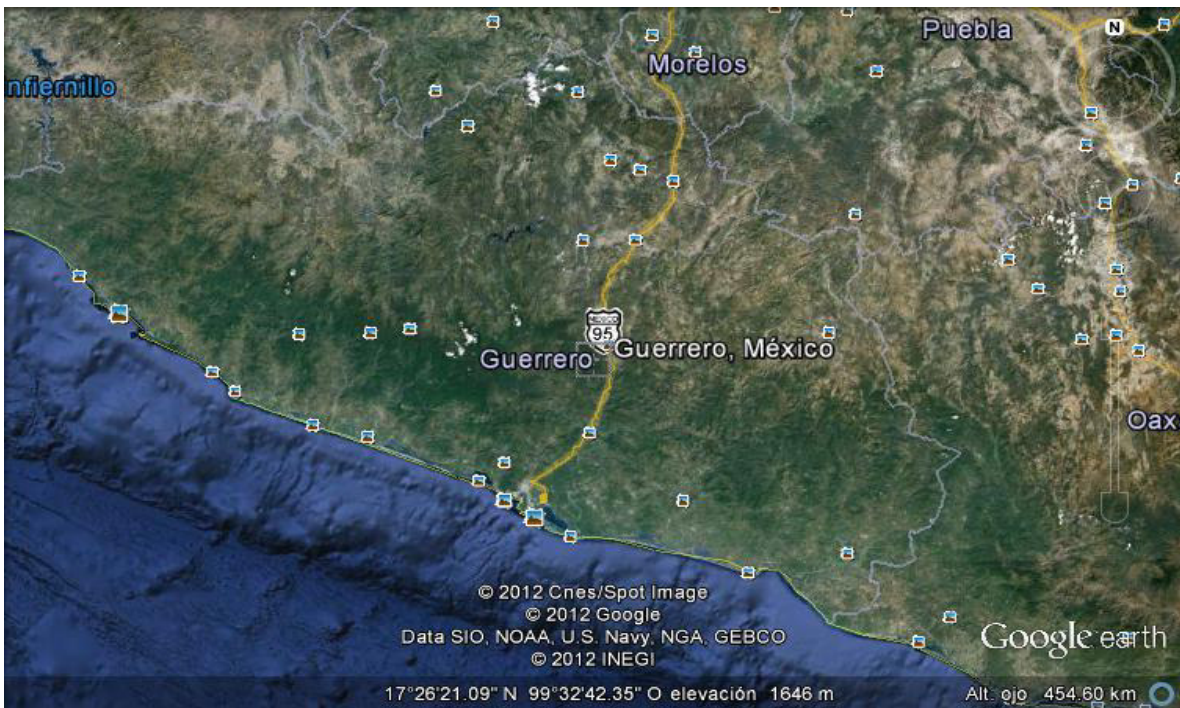 Puebla
N
Morelos
nfiernillo
MEXICO
95
Guerrero
Guerrero, México
Oax
© 2012 Cnes/Spot Image
© 2012 Google
Data SIO, NOAA, U.S. Navy, NGA, GEBCO
© 2012 INEGI
Google earth
17°26'21.09" N 99°32'42.35" O elevación 1646 m
Alt. ojo 454.60 km